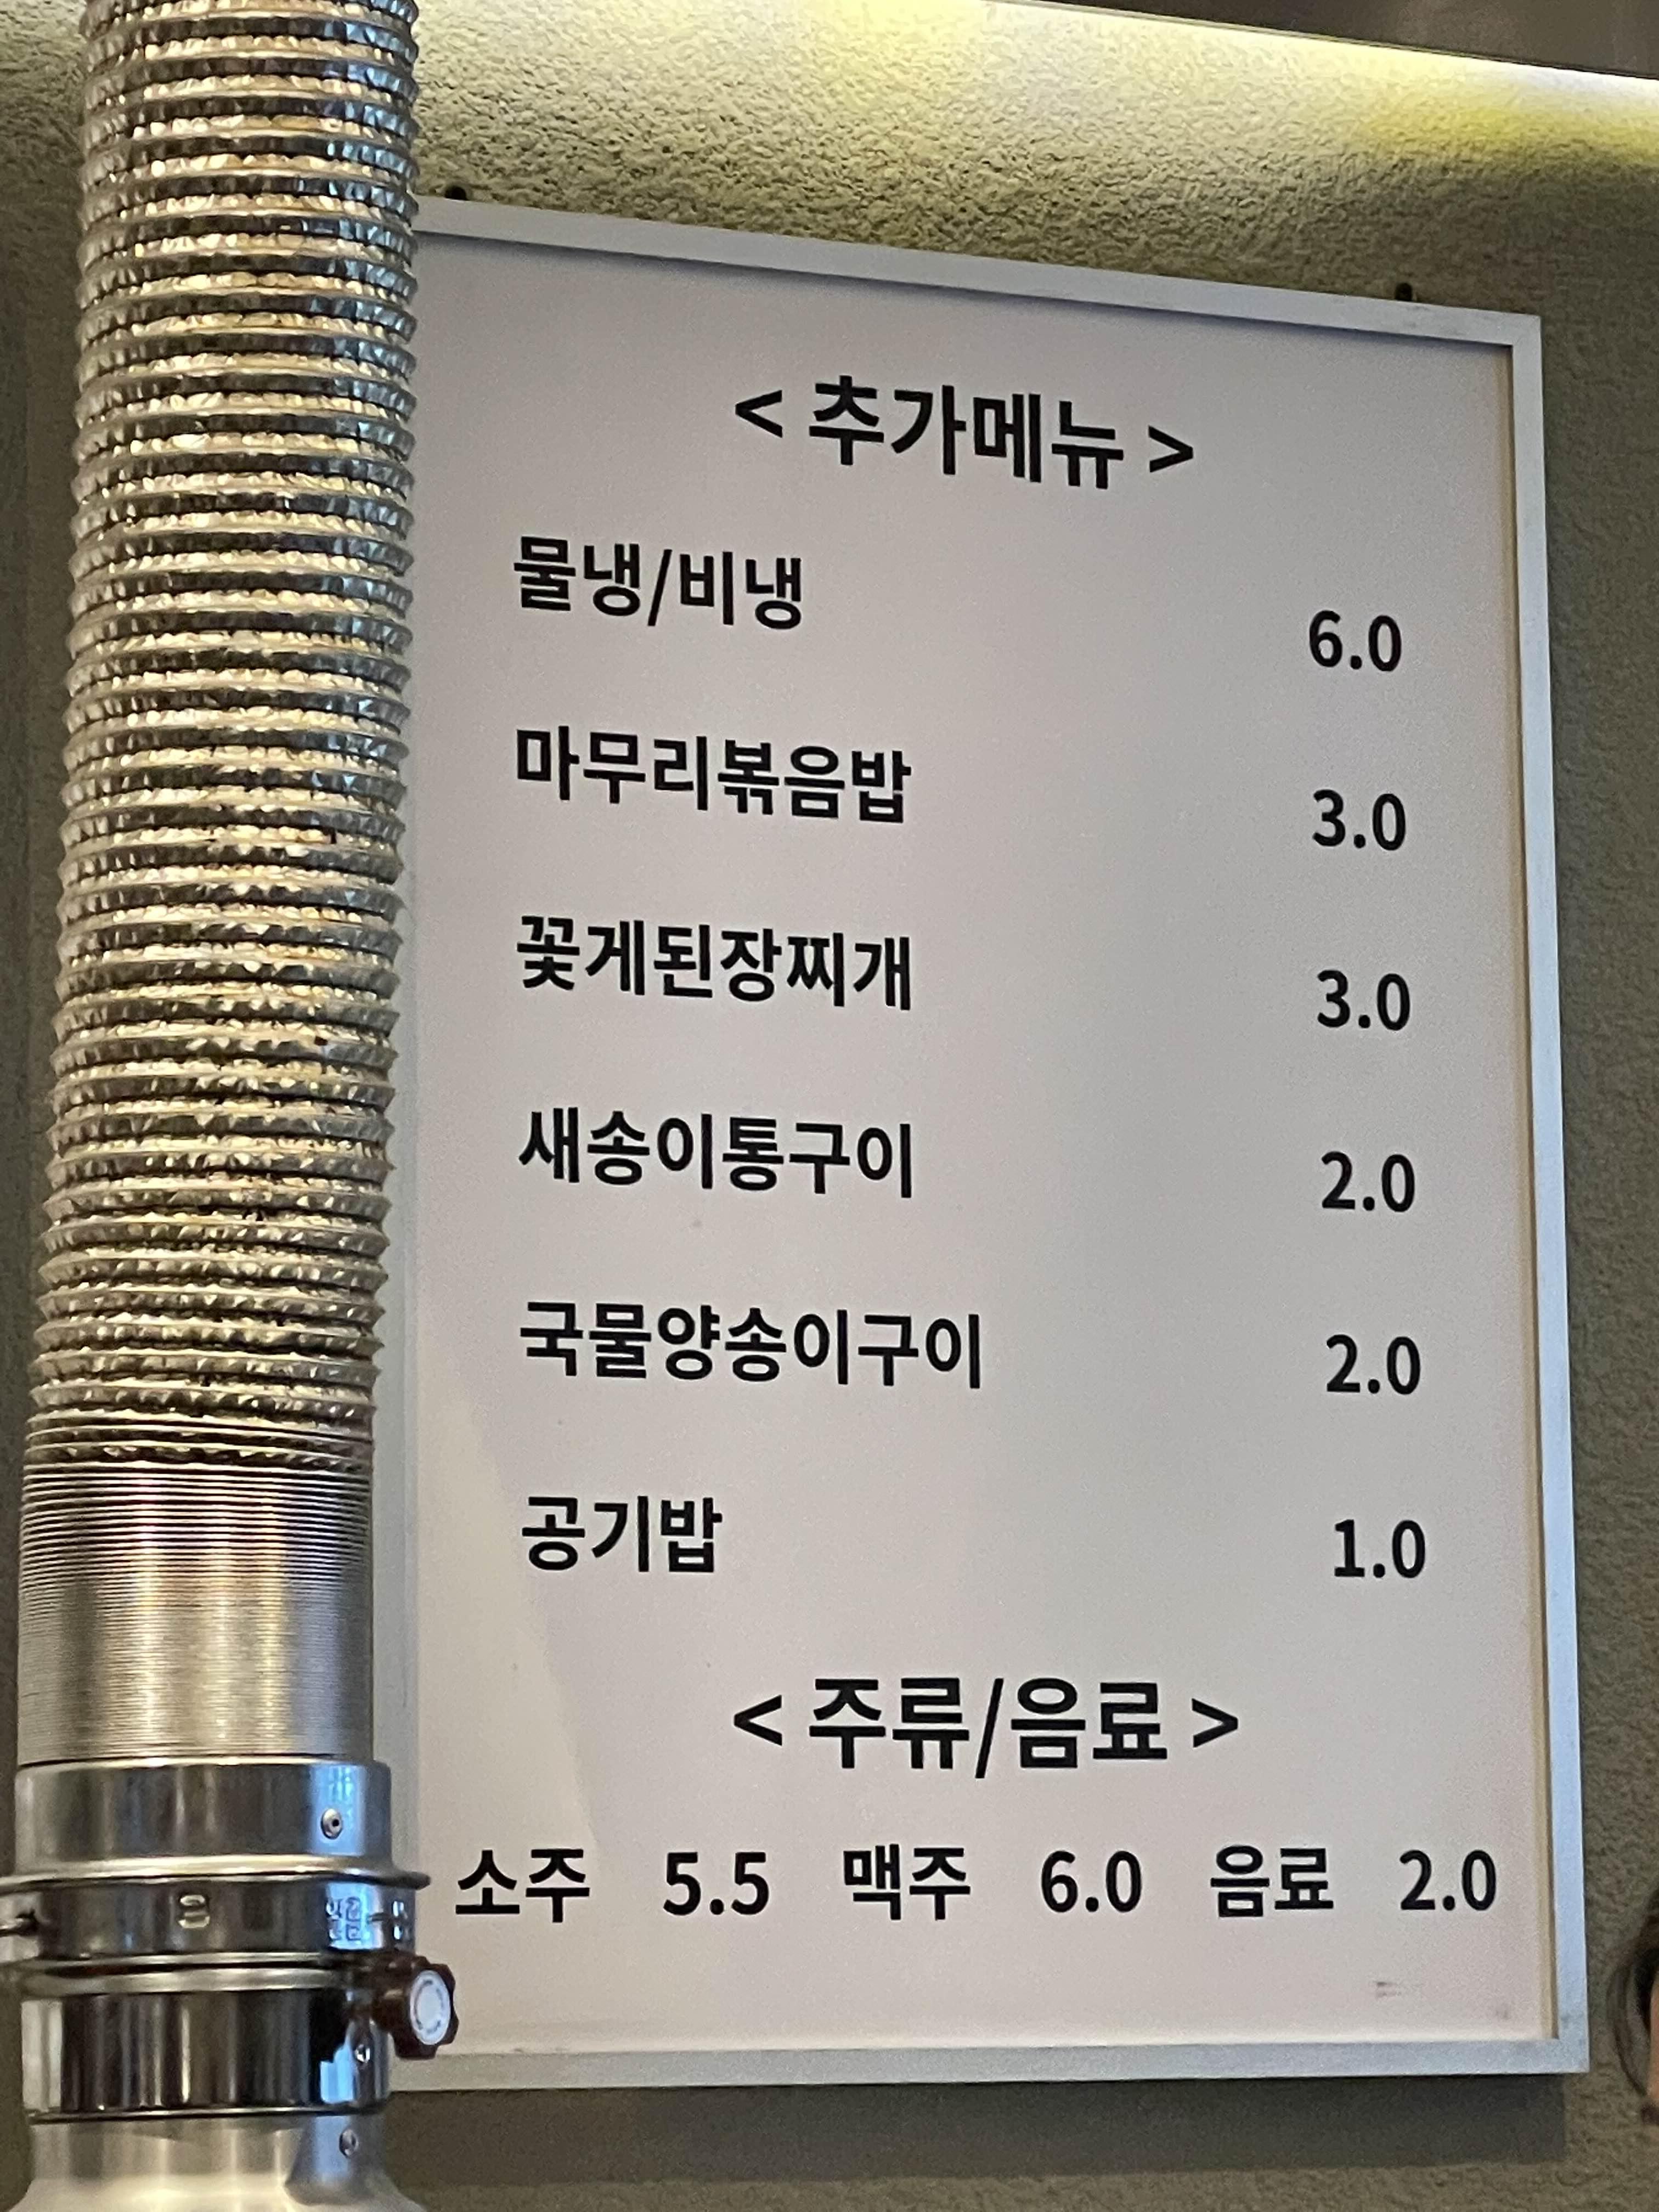 < 추가메뉴 >
물냉/비냉 6.0
마무리볶음밥 3.0
꽃게된장찌개 3.0
새송이통구이 2.0
국물양송이구이 2.0
공기밥 1.0
< 주류/음료 >
소주 5.5 맥주 6.0 음료 2.0